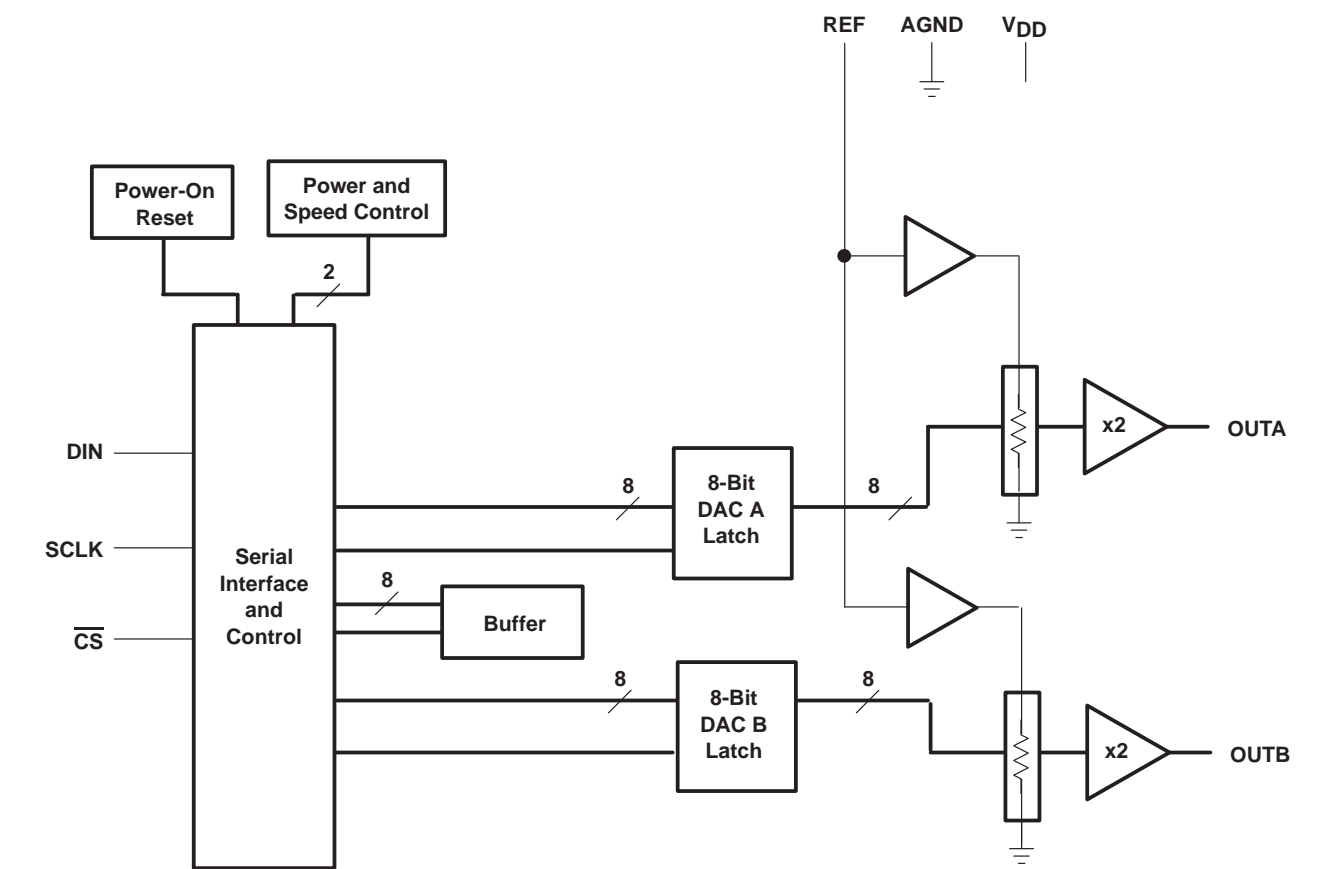 REF AGND VDD
Power-On
Reset
Power and
Speed Control
2
x2
OUTA
DIN
8
8-Bit
DAC A
Latch
8
SCLK
Serial
Interface
and
Control
8
Buffer
CS
8
8-Bit
DAC B
Latch
8
x2
OUTB